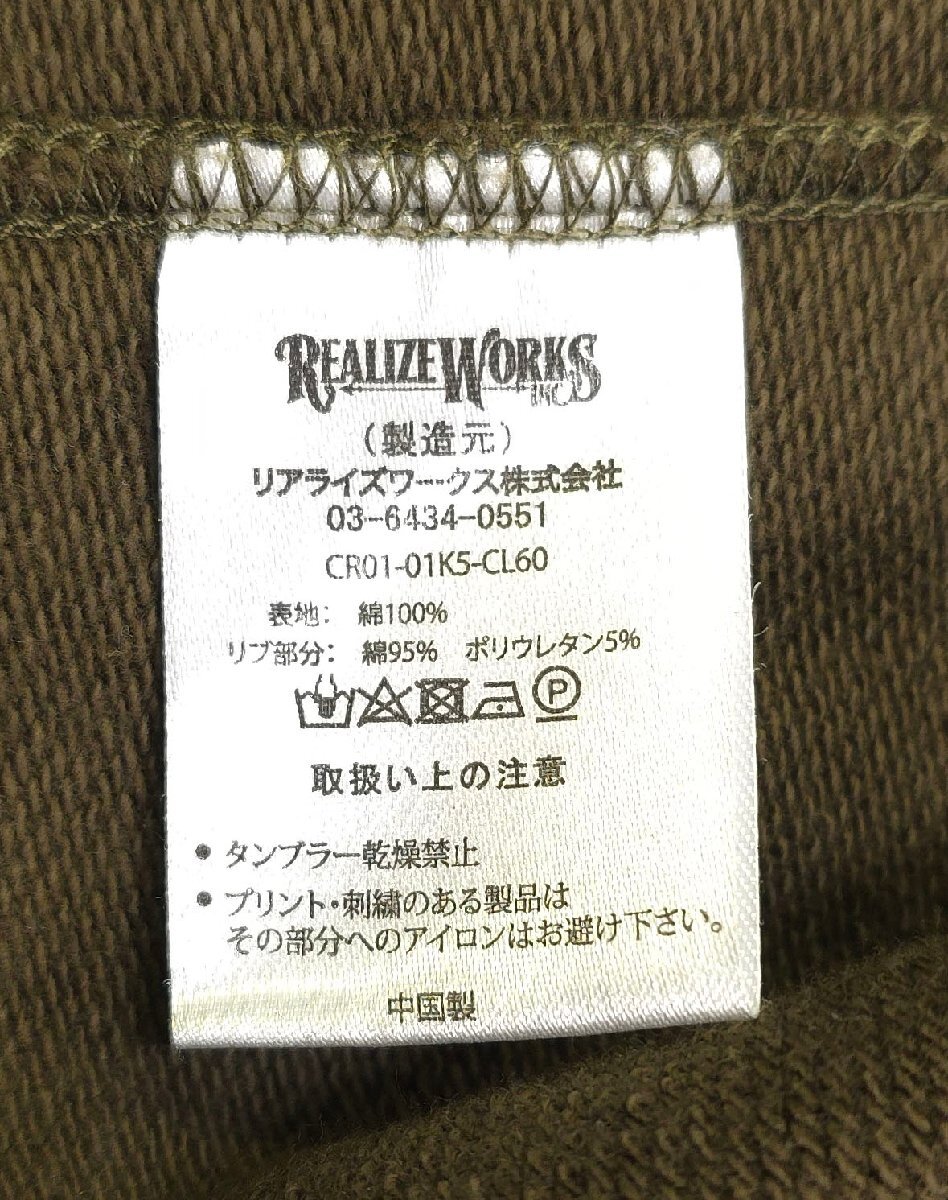 REALIZEWORKS
INC
(製造元)
リアライズワークス株式会社
03-6434-0551
CR01-01K5-CL60
表地: 綿100%
リブ部分: 綿95% ポリウレタン5%
P
取扱い上の注意
• タンブラー乾燥禁止
• プリント・刺繍のある製品は
その部分へのアイロンはお避け下さい。
中国製